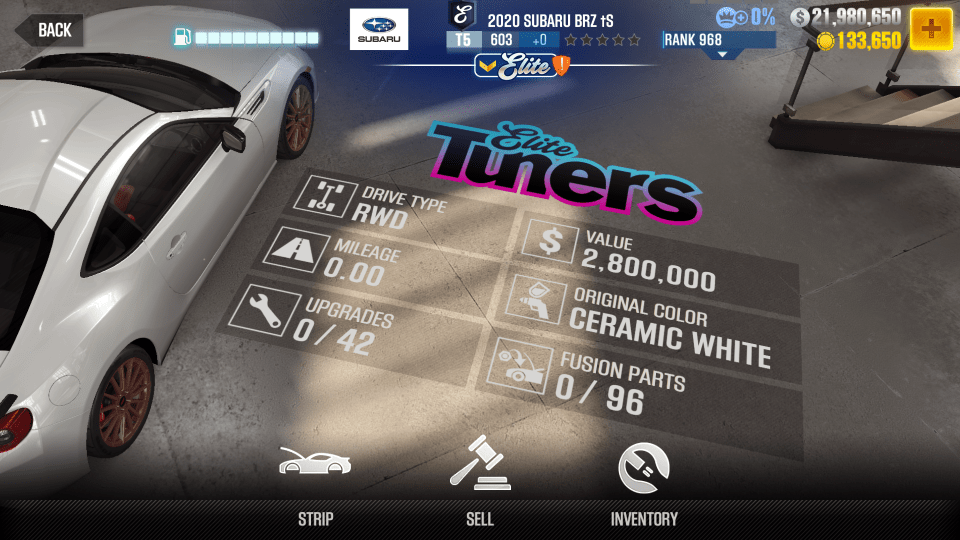 BACK
SUBARU
2020 SUBARU BRZ tS
T5 603 +0
0%
21,980,650
RANK 968
133,650
Elite
Elite
Tuners
DRIVE TYPE
RWD
MILEAGE
0.00
UPGRADES
0 / 42
VALUE
2,800,000
ORIGINAL COLOR
CERAMIC WHITE
FUSION PARTS
0 / 96
STRIP
SELL
INVENTORY